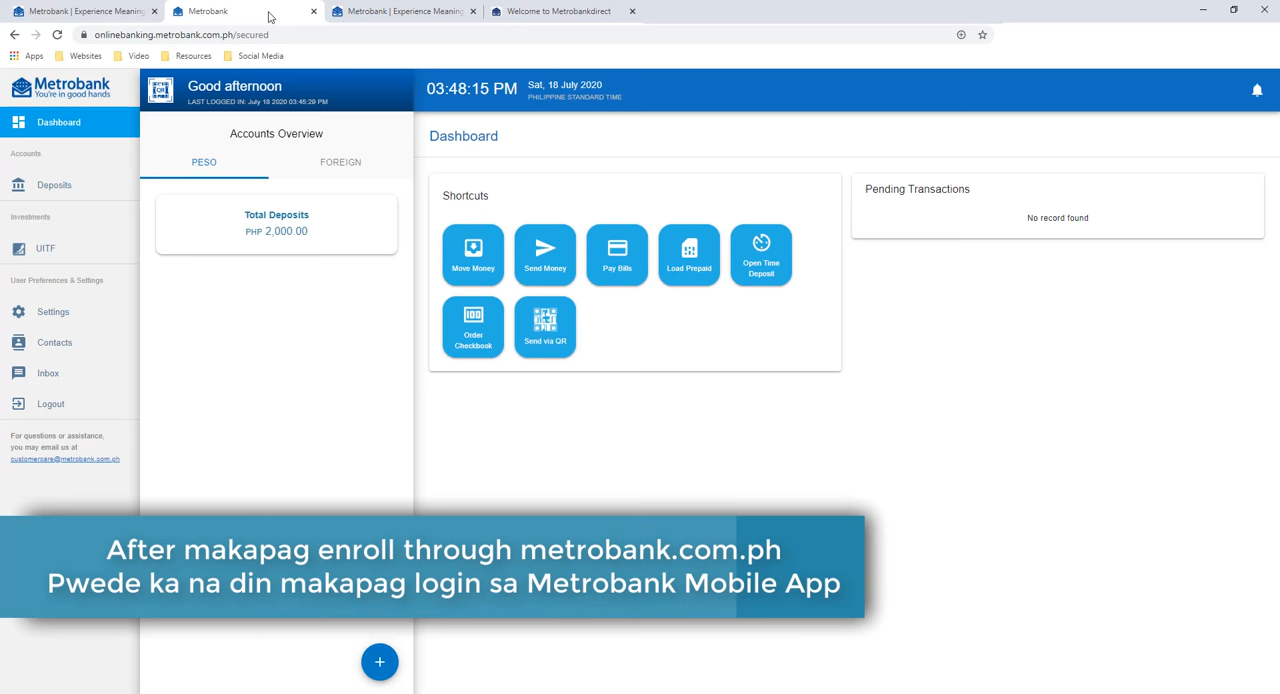 Metrobank | Experience Meaning
Metrobank
Metrobank | Experience Meaning
Welcome to Metrobankdirect
onlinebanking.metrobank.com.ph/secured
Apps
Websites
Video
Resources
Social Media
Metrobank
You're in good hands
Dashboard
Accounts
Deposits
Investments
UITF
User Preferences & Settings
Settings
Contacts
Inbox
Logout
For questions or assistance,
you may email us at
customercare@metrobank.com.ph
Good afternoon
LAST LOGGED IN: July 18 2020 03:45:29 PM
Accounts Overview
PESO
FOREIGN
Total Deposits
PHP 2,000.00
+
03:48:15 PM
Sat, 18 July 2020
PHILIPPINE STANDARD TIME
Dashboard
Shortcuts
Move Money
Send Money
Pay Bills
Load Prepaid
Open Time
Deposit
Order
Checkbook
Send via QR
Pending Transactions
No record found
After makapag enroll through metrobank.com.ph
Pwede ka na din makapag login sa Metrobank Mobile App